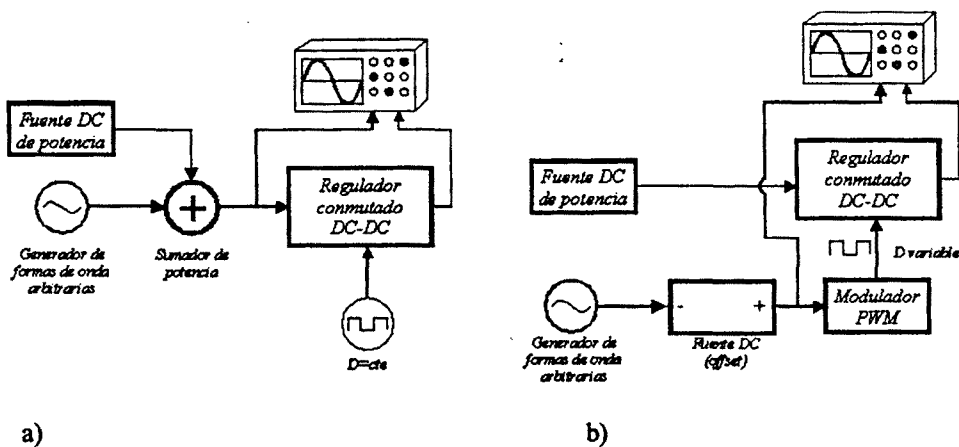 Fuente DC
de potencia
Generador de
formas de onda
arbitrarias
Sumador de
potencia
Regulador
conmutado
DC-DC
D=cte
a)
Fuente DC
de potencia
Regulador
conmutado
DC-DC
D variable
Generador de
formas de onda
arbitrarias
- +
Fuente DC
(offset)
Modulador
PWM
b)